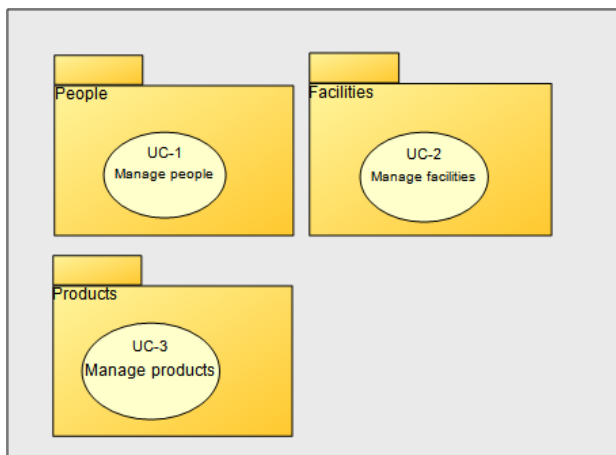 People
UC-1
Manage people
Facilities
UC-2
Manage facilities
Products
UC-3
Manage products